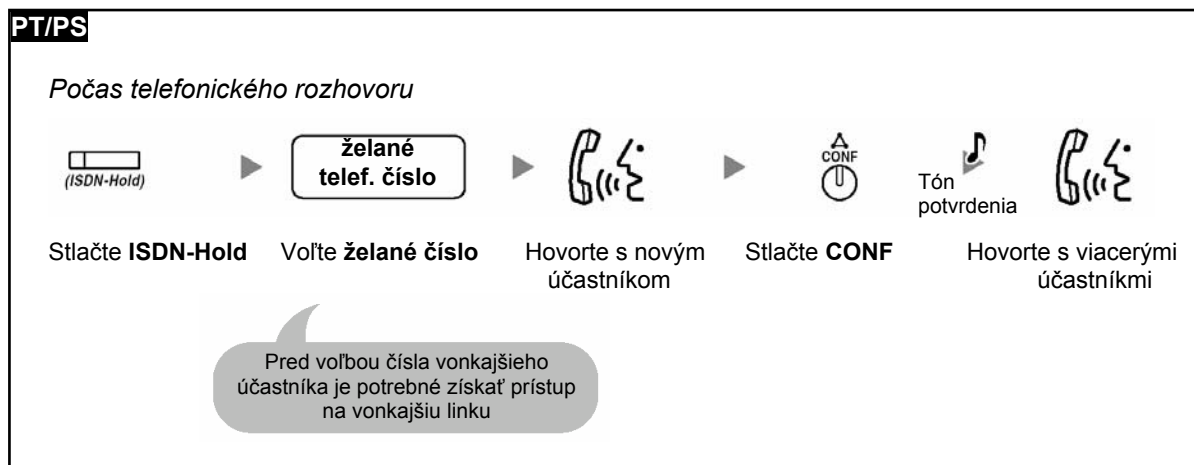 PT/PS
Počas telefonického rozhovoru
(ISDN-Hold)
želané
telef. číslo
CONF
Tón
potvrdenia
Stlačte ISDN-Hold
Voľte želané číslo
Hovorte s novým
účastníkom
Stlačte CONF
Hovorte s viacerými
účastníkmi
Pred voľbou čísla vonkajšieho
účastníka je potrebné získať prístup
na vonkajšiu linku